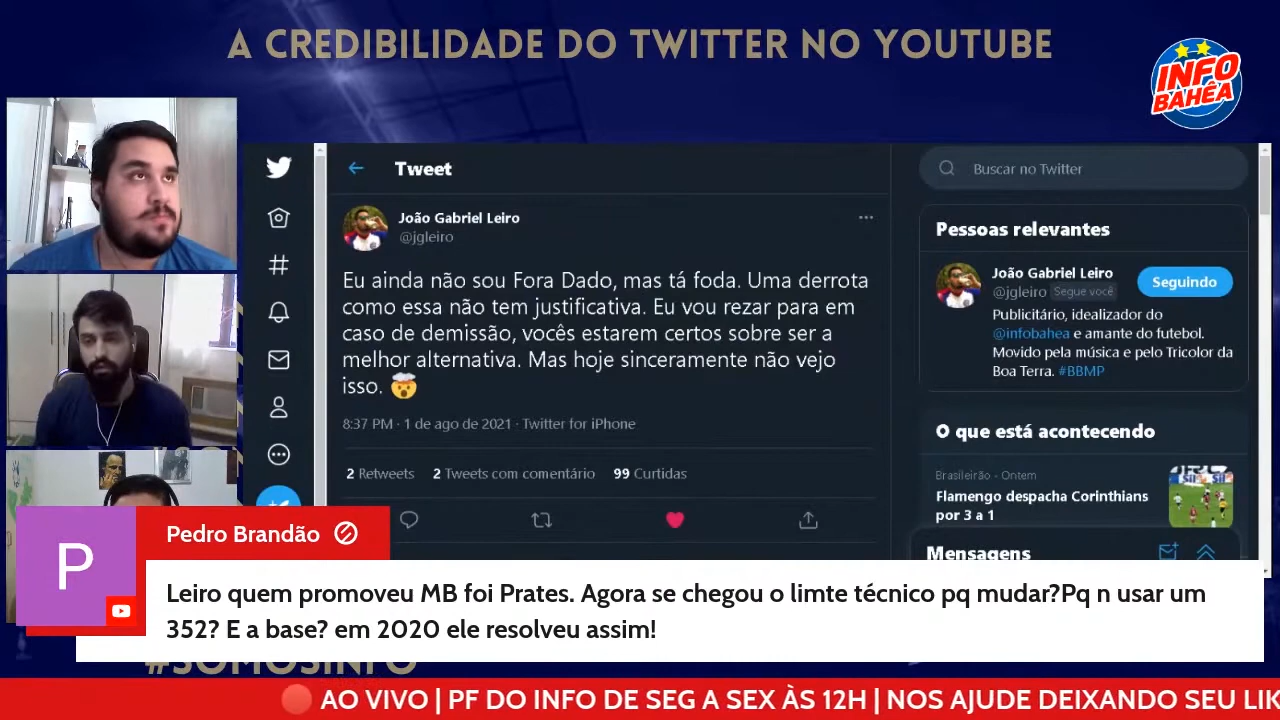 A CREDIBILIDADE DO TWITTER NO YOUTUBE
INFO
BAHÊA
Tweet
João Gabriel Leiro
@jgleiro
Eu ainda não sou Fora Dado, mas tá foda. Uma derrota
como essa não tem justificativa. Eu vou rezar para em
caso de demissão, vocês estarem certos sobre ser a
melhor alternativa. Mas hoje sinceramente não vejo
isso. 🤯
8:37 PM · 1 de ago de 2021 · Twitter for iPhone
2 Retweets 2 Tweets com comentário 99 Curtidas
Buscar no Twitter
Pessoas relevantes
João Gabriel Leiro
@jgleiro Segue você
Seguindo
Publicitário, idealizador do
@infobahea e amante do futebol.
Movido pela música e pelo Tricolor da
Boa Terra. #BBMP
O que está acontecendo
Brasileirão · Ontem
Flamengo despacha Corinthians
por 3 a 1
Mensagens
P
Pedro Brandão
Leiro quem promoveu MB foi Prates. Agora se chegou o limte técnico pq mudar?Pq n usar um
352? E a base? em 2020 ele resolveu assim!
#SOMOSINFO
AO VIVO | PF DO INFO DE SEG A SEX ÀS 12H | NOS AJUDE DEIXANDO SEU LIK